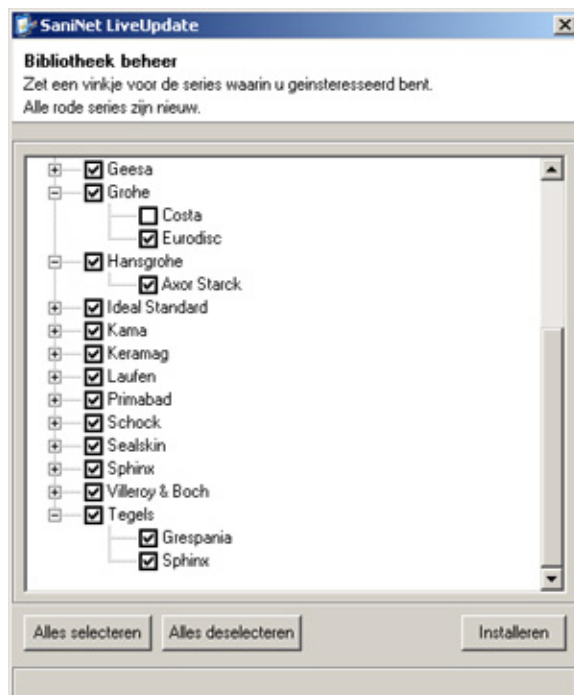 SaniNet LiveUpdate
Bibliotheek beheer
Zet een vinkje voor de series waarin u geinsteresseerd bent.
Alle rode series zijn nieuw.
Geesa
Grohe
Costa
Eurodisc
Hansgrohe
Axor Starck
Ideal Standard
Kama
Keramag
Laufen
Primabad
Schock
Sealskin
Sphinx
Villeroy & Boch
Tegels
Grespania
Sphinx
Alles selecteren
Alles deselecteren
Installeren